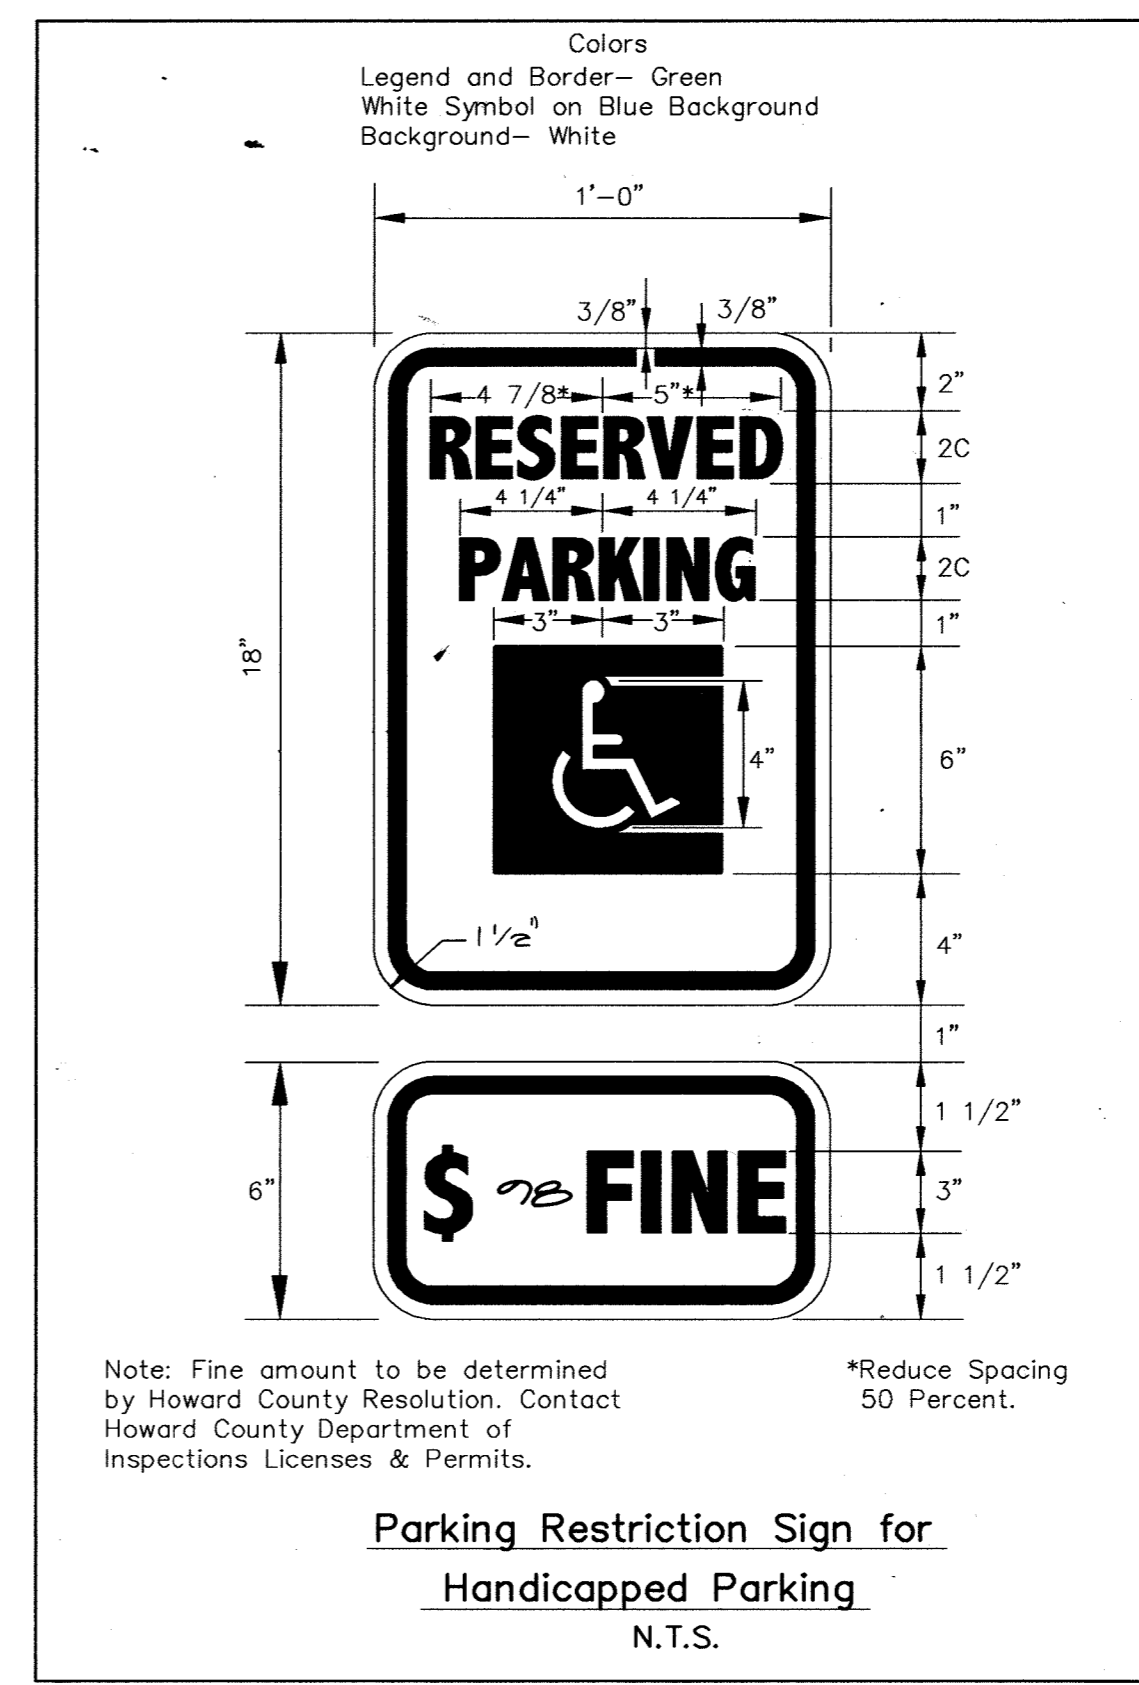 Colors
Legend and Border– Green
White Symbol on Blue Background
Background– White
1'–0"
3/8" 3/8"
2"
4 7/8* 5"*
RESERVED
2C
4 1/4" 4 1/4"
1"
PARKING
2C
3" 3"
1"
18"
4"
6"
1 1/2"
4"
1"
1 1/2"
$ 98 FINE
6"
3"
1 1/2"
Note: Fine amount to be determined
by Howard County Resolution. Contact
Howard County Department of
Inspections Licenses & Permits.
*Reduce Spacing
50 Percent.
Parking Restriction Sign for
Handicapped Parking
N.T.S.